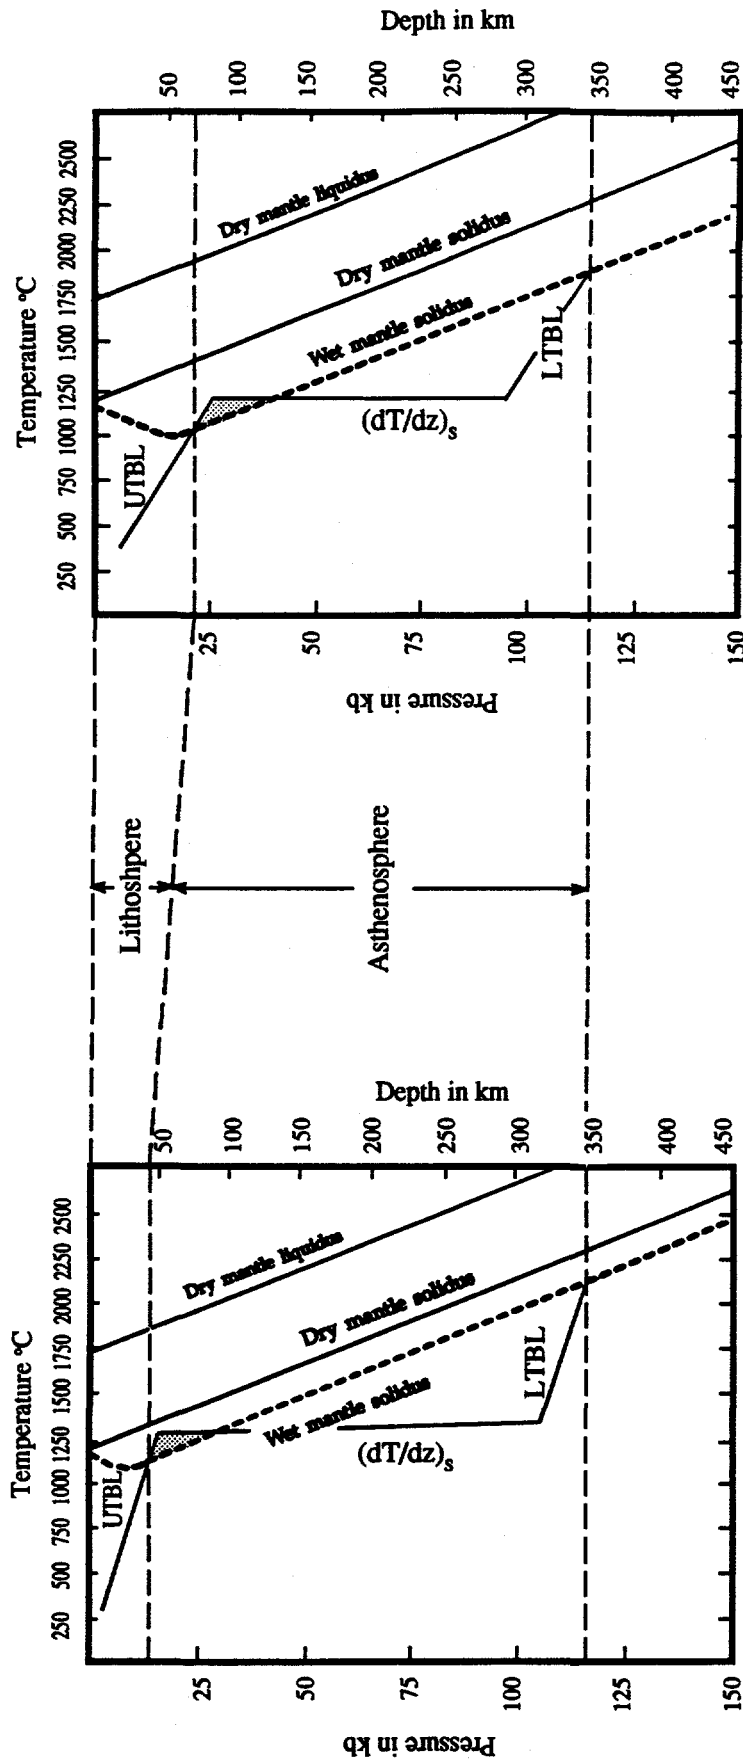 Temperature °C
250 500 750 1000 1250 1500 1750 2000 2250 2500
Pressure in kb
25
50
75
100
125
150
Depth in km
50
100
150
200
250
300
350
400
450
UTBL
Dry mantle liquidus
Dry mantle solidus
Wet mantle solidus
(dT/dz)s
LTBL
Lithoshpere
Asthenosphere
Temperature °C
250 500 750 1000 1250 1500 1750 2000 2250 2500
Pressure in kb
25
50
75
100
125
150
Depth in km
50
100
150
200
250
300
350
400
450
UTBL
Dry mantle liquidus
Dry mantle solidus
Wet mantle solidus
(dT/dz)s
LTBL